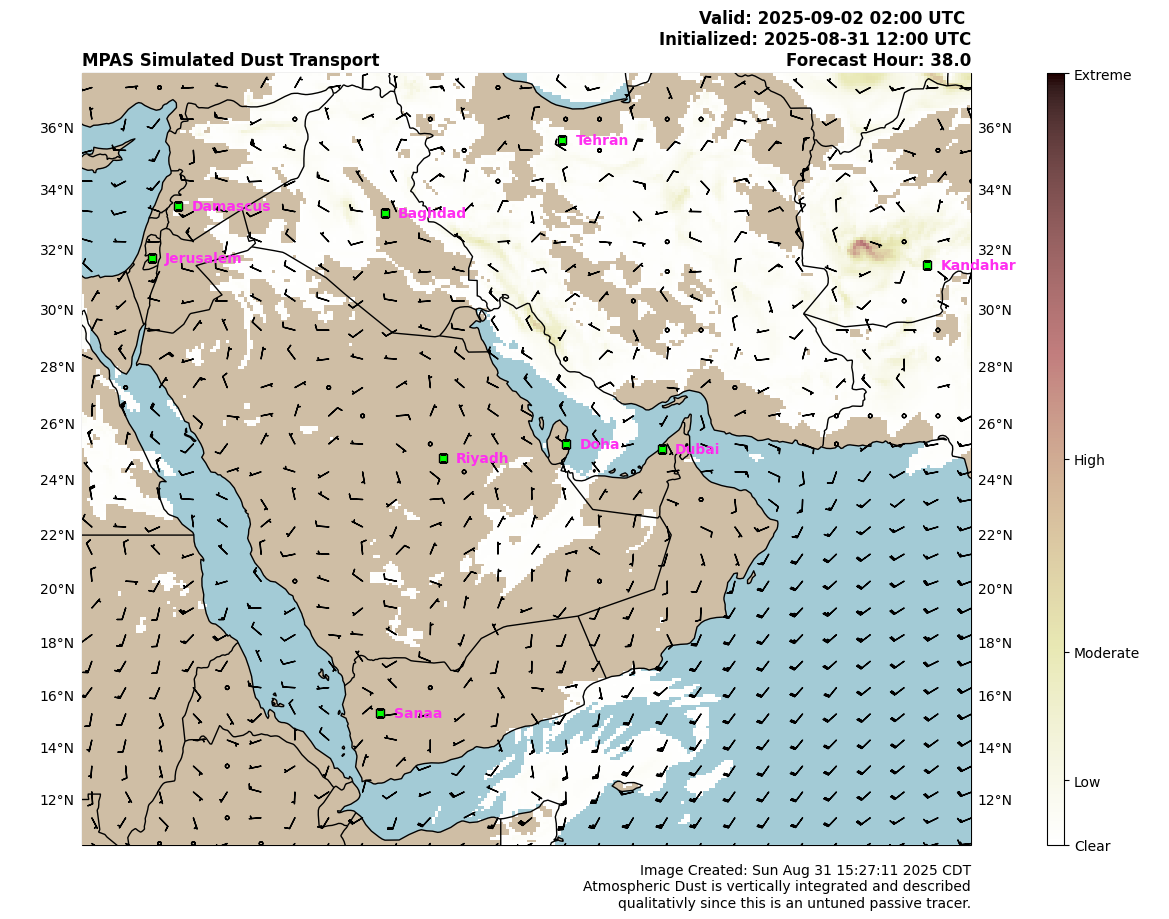 Valid: 2025-09-02 02:00 UTC
Initialized: 2025-08-31 12:00 UTC
MPAS Simulated Dust Transport
Forecast Hour: 38.0
Extreme
High
Moderate
Low
Clear
36°N
34°N
32°N
30°N
28°N
26°N
24°N
22°N
20°N
18°N
16°N
14°N
12°N
36°N
34°N
32°N
30°N
28°N
26°N
24°N
22°N
20°N
18°N
16°N
14°N
12°N
Tehran
Damascus
Baghdad
Jerusalem
Kandahar
Doha
Dubai
Riyadh
Sanaa
Image Created: Sun Aug 31 15:27:11 2025 CDT
Atmospheric Dust is vertically integrated and described
qualitativly since this is an untuned passive tracer.